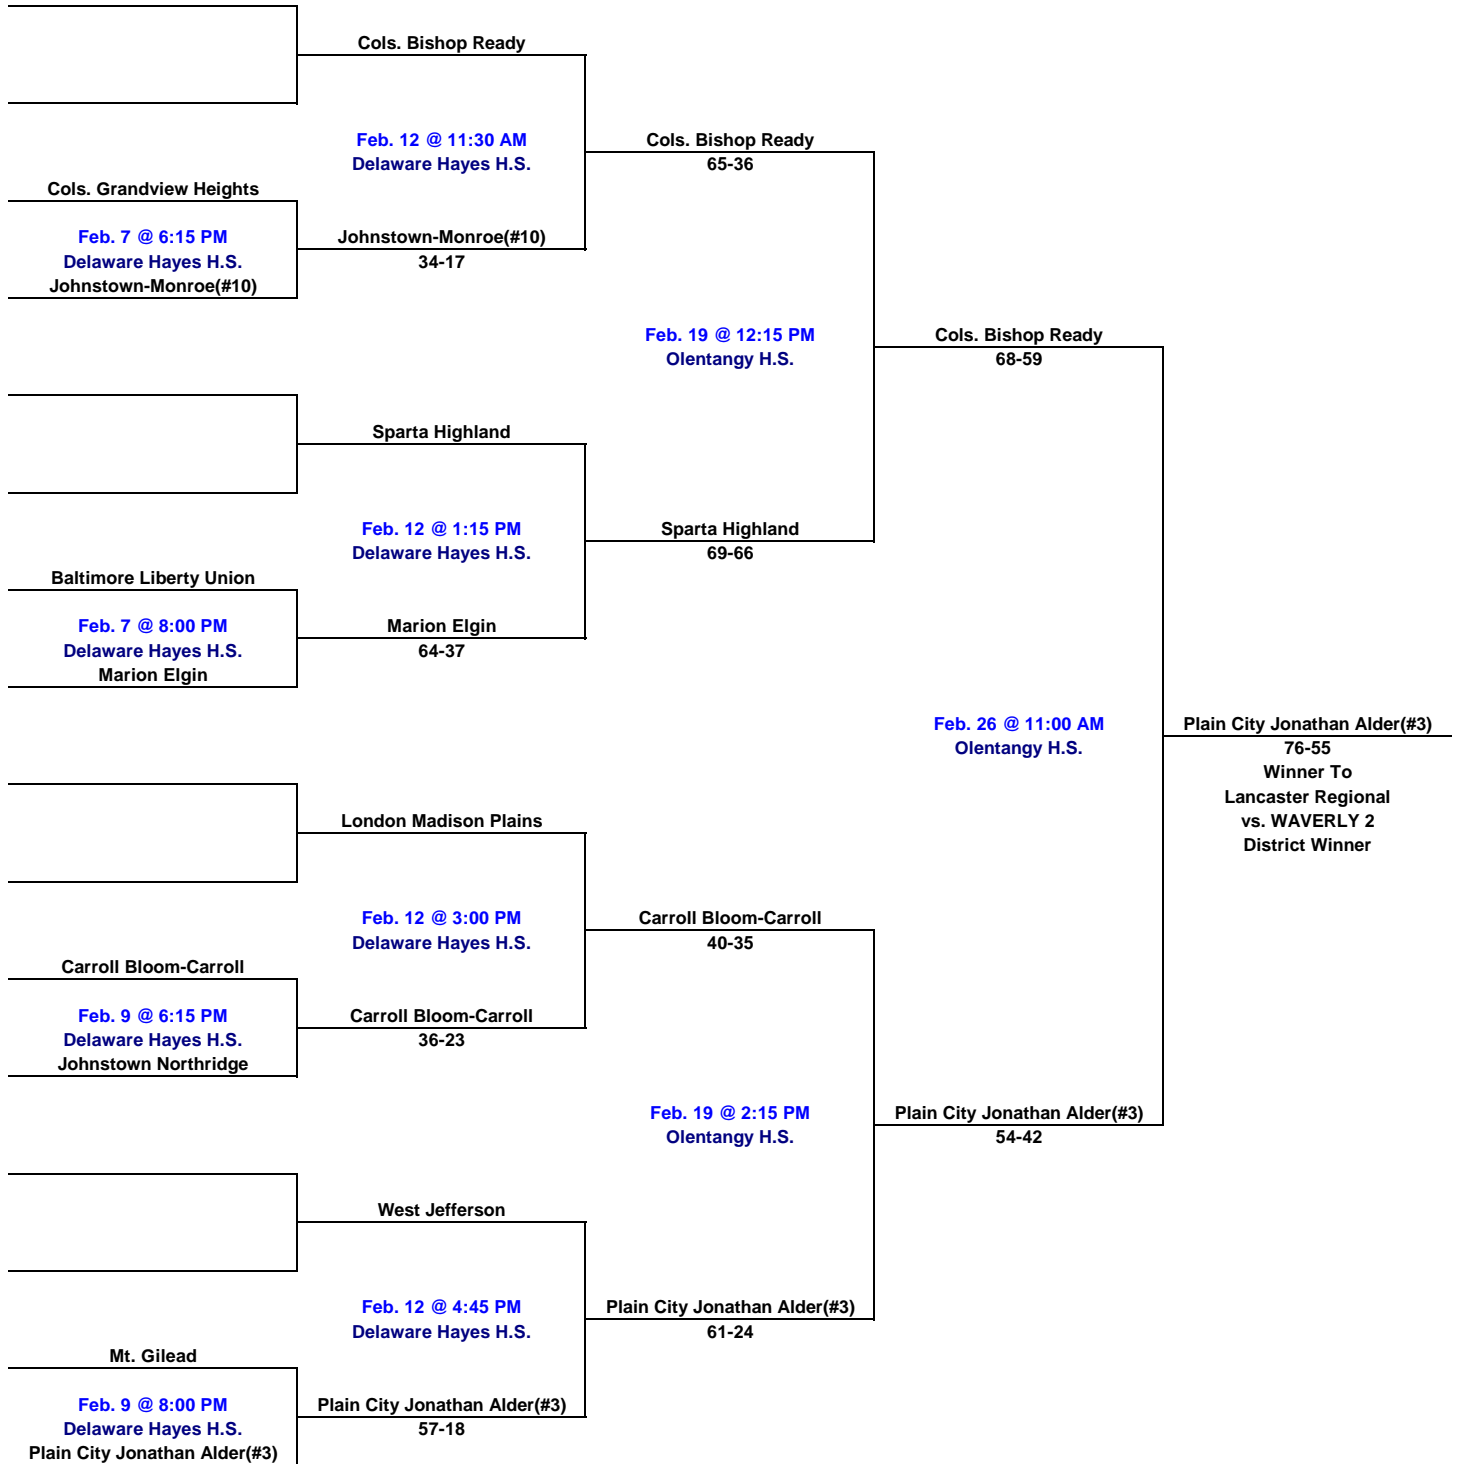 Cols. Bishop Ready
Feb. 12 @ 11:30 AM
Delaware Hayes H.S.
Cols. Bishop Ready
65-36
Cols. Grandview Heights
Feb. 7 @ 6:15 PM
Delaware Hayes H.S.
Johnstown-Monroe(#10)
Johnstown-Monroe(#10)
34-17
Feb. 19 @ 12:15 PM
Olentangy H.S.
Cols. Bishop Ready
68-59
Sparta Highland
Feb. 12 @ 1:15 PM
Delaware Hayes H.S.
Sparta Highland
69-66
Baltimore Liberty Union
Feb. 7 @ 8:00 PM
Delaware Hayes H.S.
Marion Elgin
Marion Elgin
64-37
Feb. 26 @ 11:00 AM
Olentangy H.S.
Plain City Jonathan Alder(#3)
76-55
Winner To
Lancaster Regional
vs. WAVERLY 2
District Winner
London Madison Plains
Feb. 12 @ 3:00 PM
Delaware Hayes H.S.
Carroll Bloom-Carroll
40-35
Carroll Bloom-Carroll
Feb. 9 @ 6:15 PM
Delaware Hayes H.S.
Johnstown Northridge
Carroll Bloom-Carroll
36-23
Feb. 19 @ 2:15 PM
Olentangy H.S.
Plain City Jonathan Alder(#3)
54-42
West Jefferson
Feb. 12 @ 4:45 PM
Delaware Hayes H.S.
Plain City Jonathan Alder(#3)
61-24
Mt. Gilead
Feb. 9 @ 8:00 PM
Delaware Hayes H.S.
Plain City Jonathan Alder(#3)
Plain City Jonathan Alder(#3)
57-18